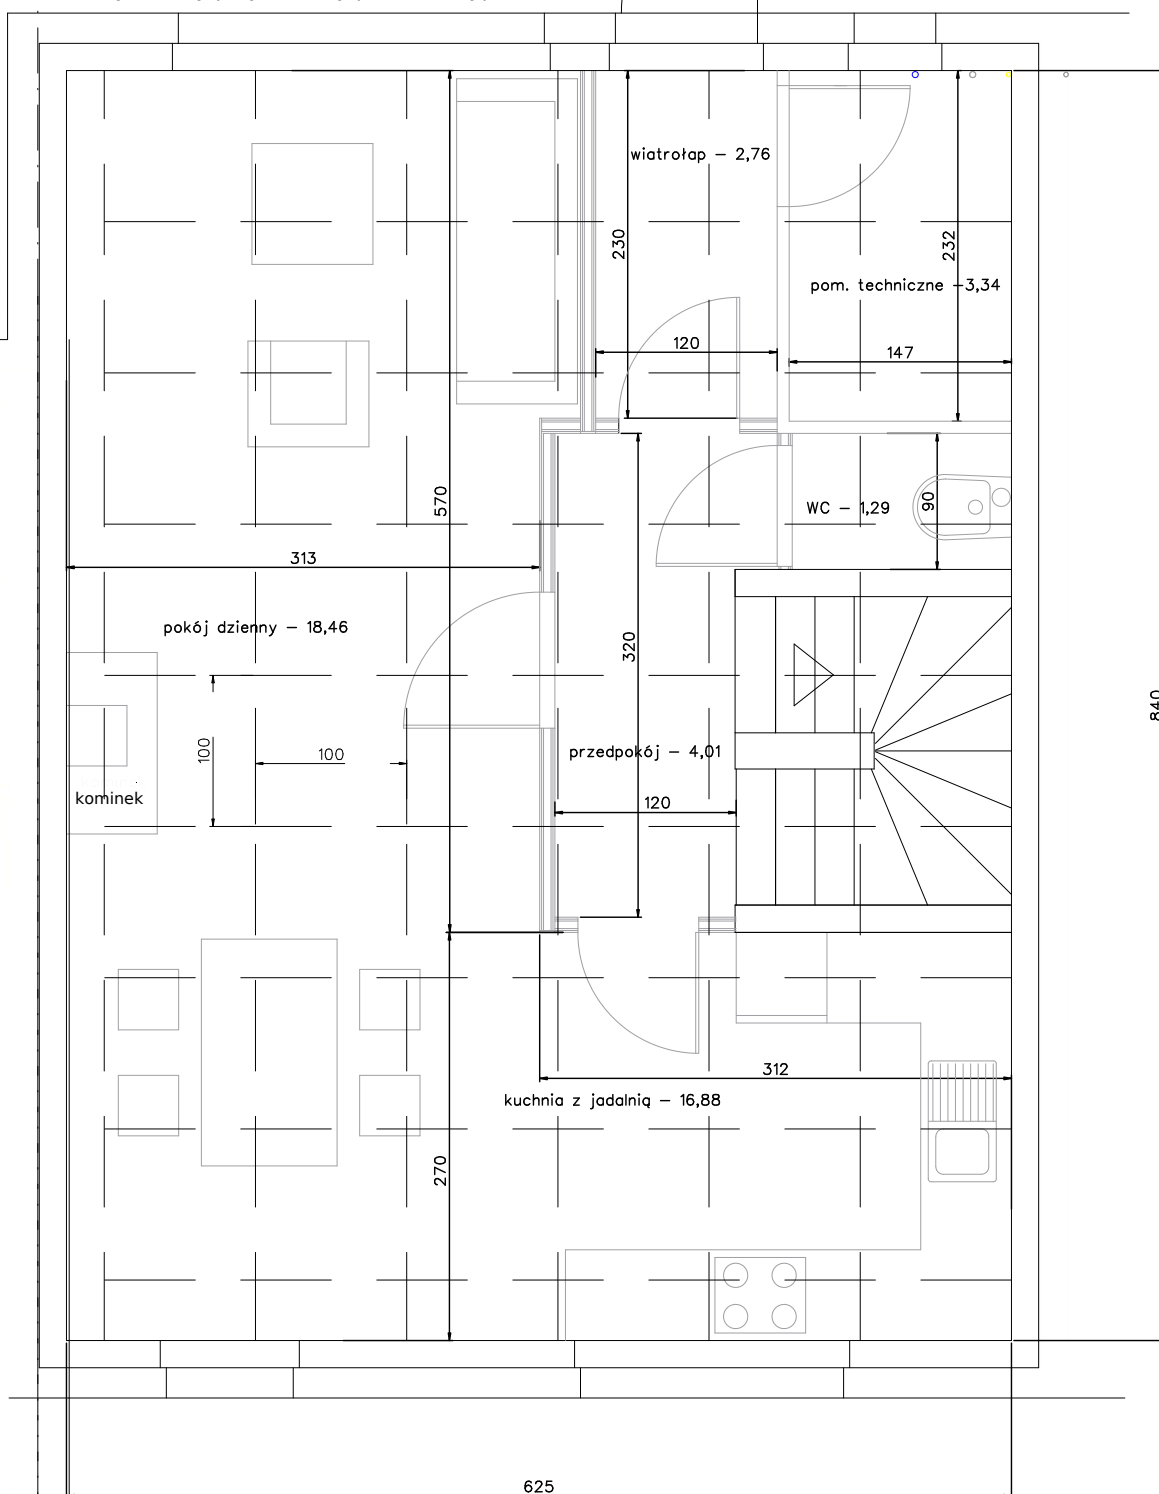 wiatrołap – 2,76
230
232
pom. techniczne –3,34
120
147
570
WC – 1,29
90
313
pokój dzienny – 18,46
320
840
100
100
przedpokój – 4,01
kominek
120
312
kuchnia z jadalnią – 16,88
270
625